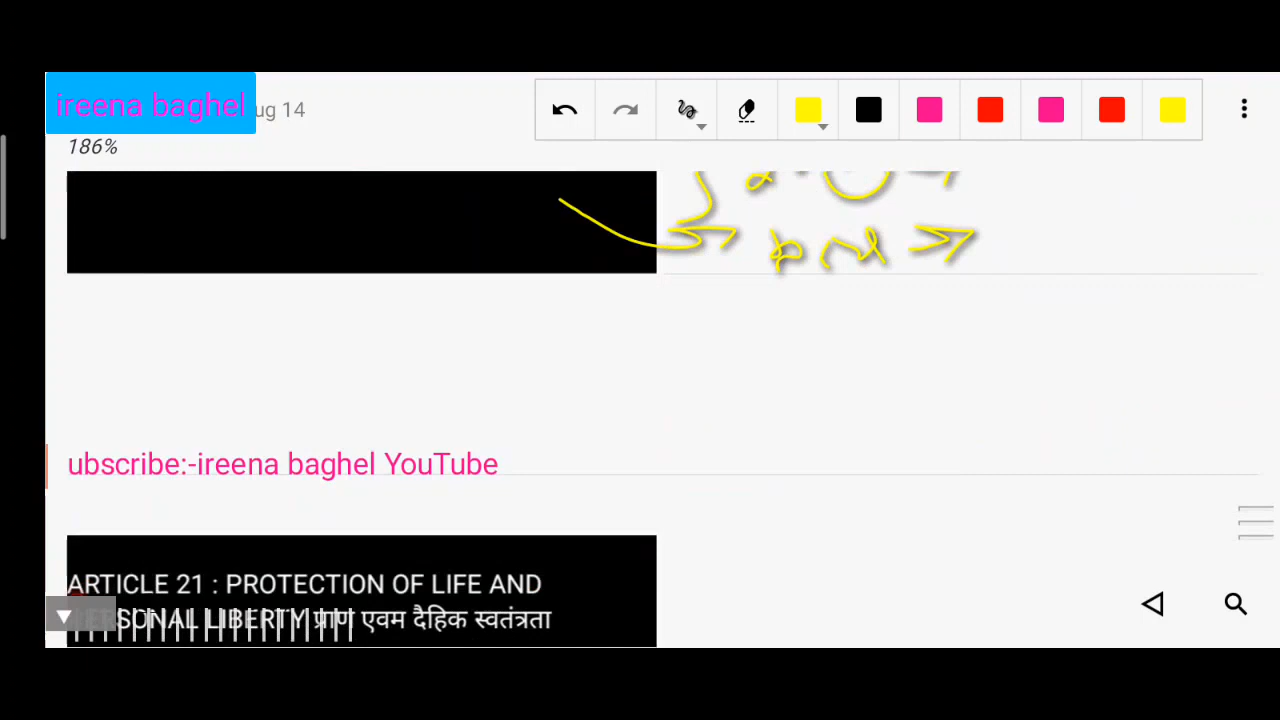 ireena baghel
ug 14
186%
ubscribe:-ireena baghel YouTube
ARTICLE 21 : PROTECTION OF LIFE AND
PERSONAL LIBERTY प्राण एवम दैहिक स्वतंत्रता